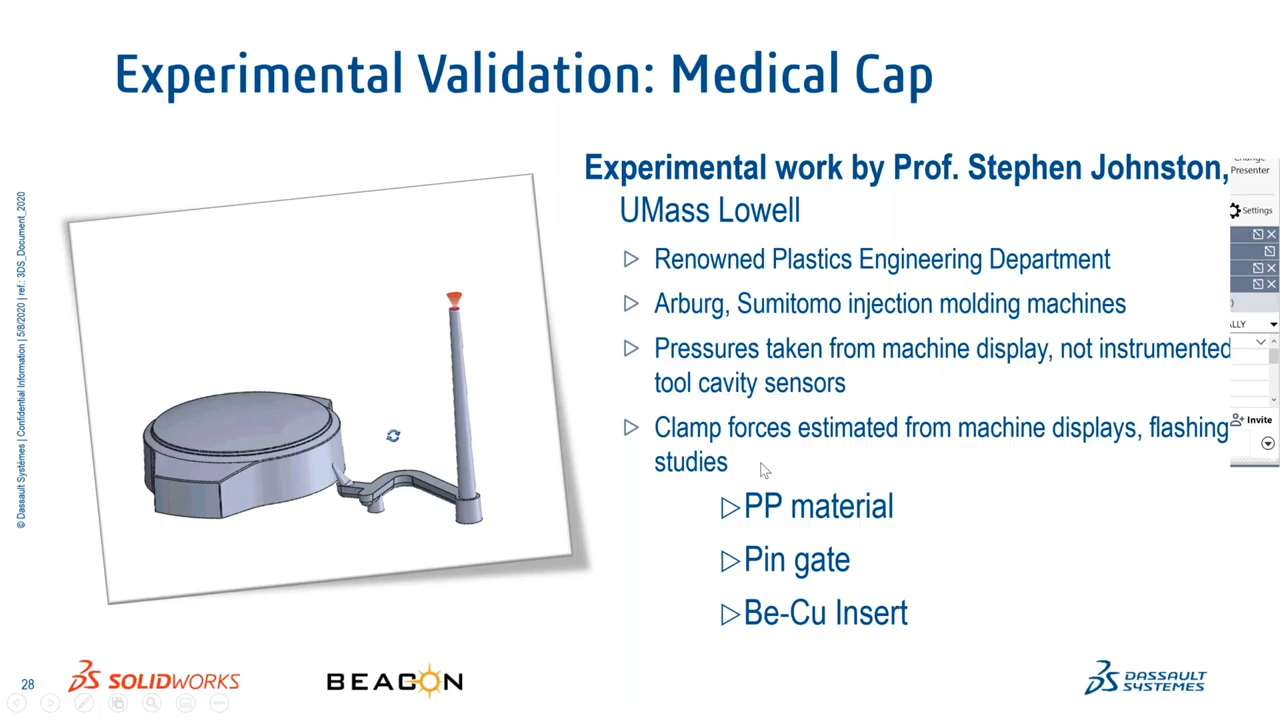 Experimental Validation: Medical Cap
Experimental work by Prof. Stephen Johnston,
UMass Lowell
▷ Renowned Plastics Engineering Department
▷ Arburg, Sumitomo injection molding machines
▷ Pressures taken from machine display, not instrumented
tool cavity sensors
▷ Clamp forces estimated from machine displays, flashing
studies
▷PP material
▷Pin gate
▷Be-Cu Insert
Presenter
Settings
ALLY
Invite
© Dassault Systèmes | Confidential Information | 5/8/2020 | ref.: 3DS_Document_2020
28
SOLIDWORKS
BEACON
DASSAULT
SYSTEMES